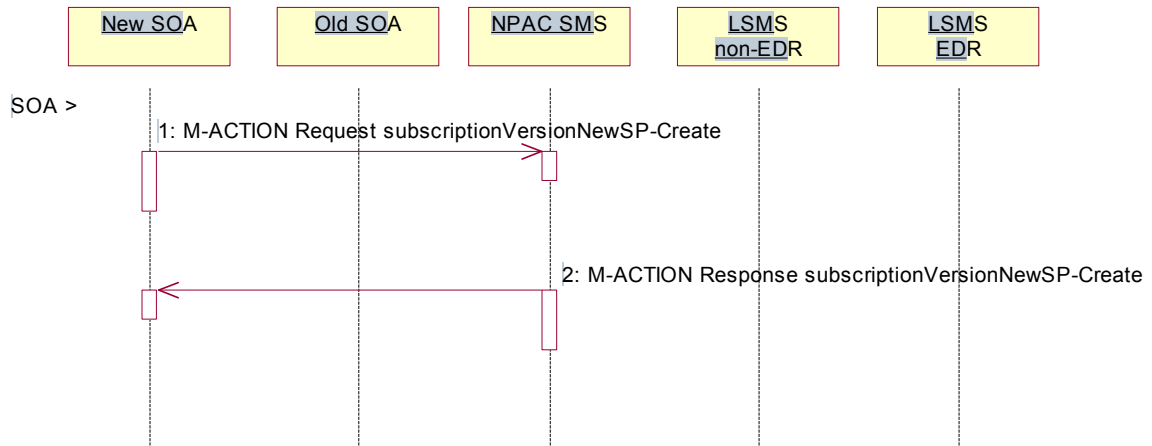 New SOA
Old SOA
NPAC SMS
LSMS
non-EDR
LSMS
EDR
SOA >
1: M-ACTION Request subscriptionVersionNewSP-Create
2: M-ACTION Response subscriptionVersionNewSP-Create